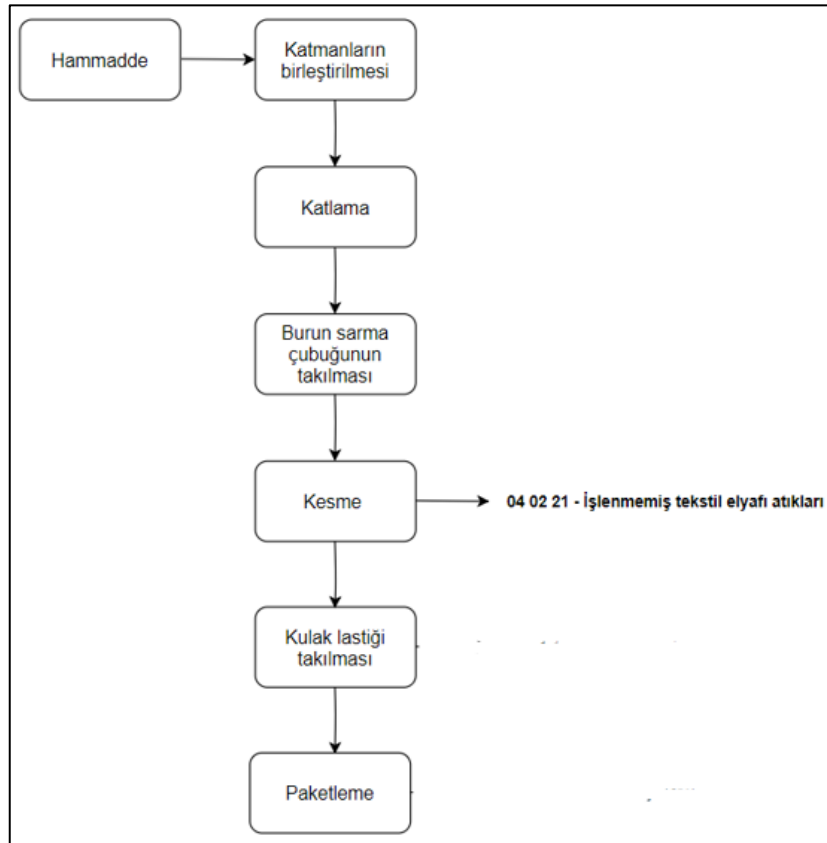 Hammadde
Katmanların
birleştirilmesi
Katlama
Burun sarma
çubuğunun
takılması
Kesme
04 02 21 - İşlenmemiş tekstil elyafı atıkları
Kulak lastiği
takılması
Paketleme